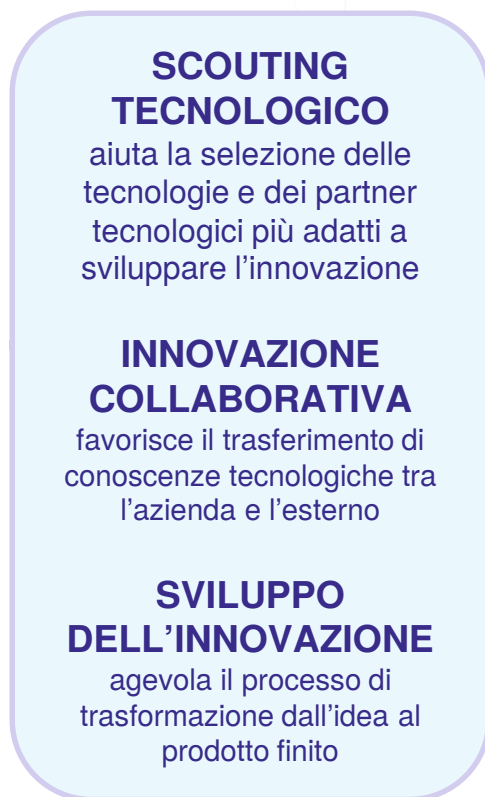 SCOUTING
TECNOLOGICO
aiuta la selezione delle
tecnologie e dei partner
tecnologici più adatti a
sviluppare l’innovazione
INNOVAZIONE
COLLABORATIVA
favorisce il trasferimento di
conoscenze tecnologiche tra
l’azienda e l’esterno
SVILUPPO
DELL’INNOVAZIONE
agevola il processo di
trasformazione dall’idea al
prodotto finito